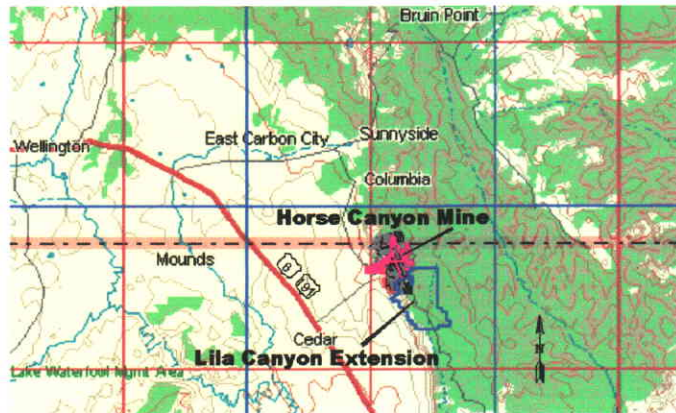 Bruin Point
Wellington
East Carbon City
Sunnyside
Columbia
Horse Canyon Mine
Mounds
6
91
Cedar
Lila Canyon Extension
Lake Waterfowl Mgmt Area
N